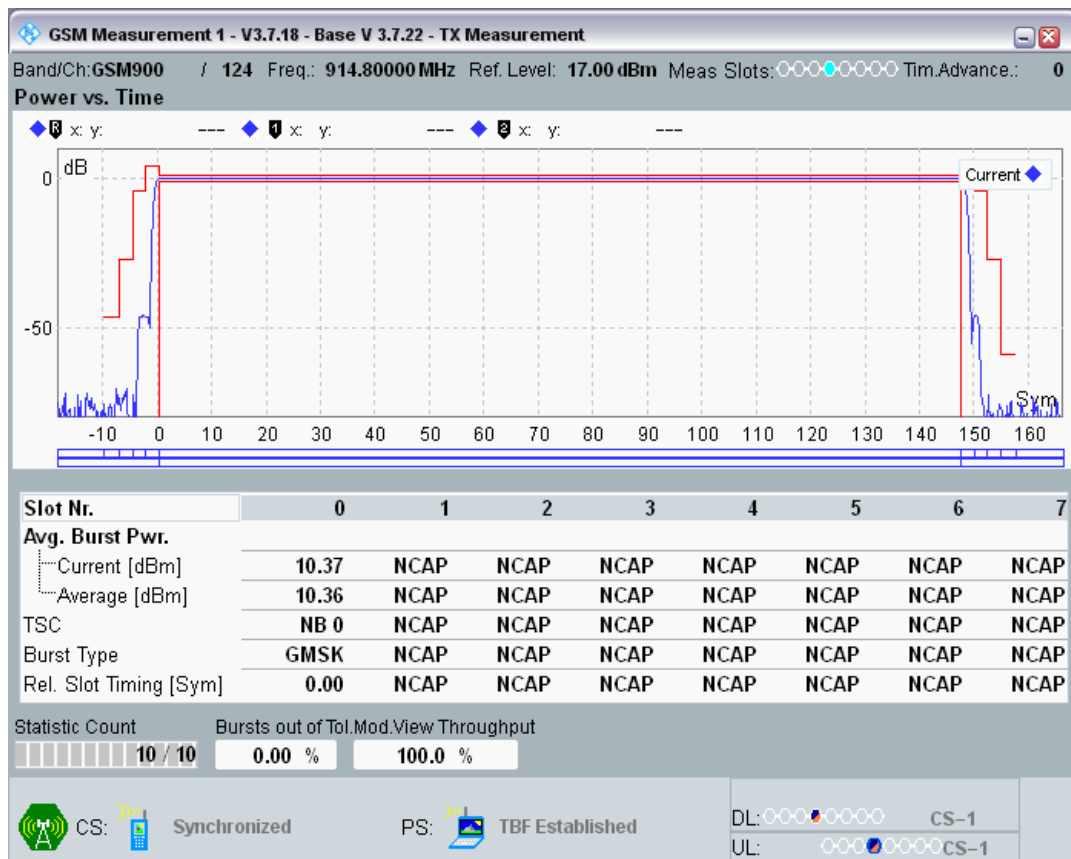 GSM Measurement 1 - V3.7.18 - Base V 3.7.22 - TX Measurement
Band/Ch:GSM900 / 124 Freq.: 914.80000 MHz Ref. Level: 17.00 dBm Meas Slots: Tim.Advance.: 0
Power vs. Time
R x: y: --- 1 x: y: --- 2 x: y: ---
dB
Current
0
-50
Sym
-10 0 10 20 30 40 50 60 70 80 90 100 110 120 130 140 150 160
Slot Nr. 0 1 2 3 4 5 6 7
Avg. Burst Pwr.
Current [dBm] 10.37 NCAP NCAP NCAP NCAP NCAP NCAP NCAP
Average [dBm] 10.36 NCAP NCAP NCAP NCAP NCAP NCAP NCAP
TSC NB 0 NCAP NCAP NCAP NCAP NCAP NCAP NCAP
Burst Type GMSK NCAP NCAP NCAP NCAP NCAP NCAP NCAP
Rel. Slot Timing [Sym] 0.00 NCAP NCAP NCAP NCAP NCAP NCAP NCAP
Statistic Count Bursts out of Tol.Mod.View Throughput
10 / 10 0.00 % 100.0 %
CS: Synchronized PS: TBF Established DL: CS-1
UL: CS-1